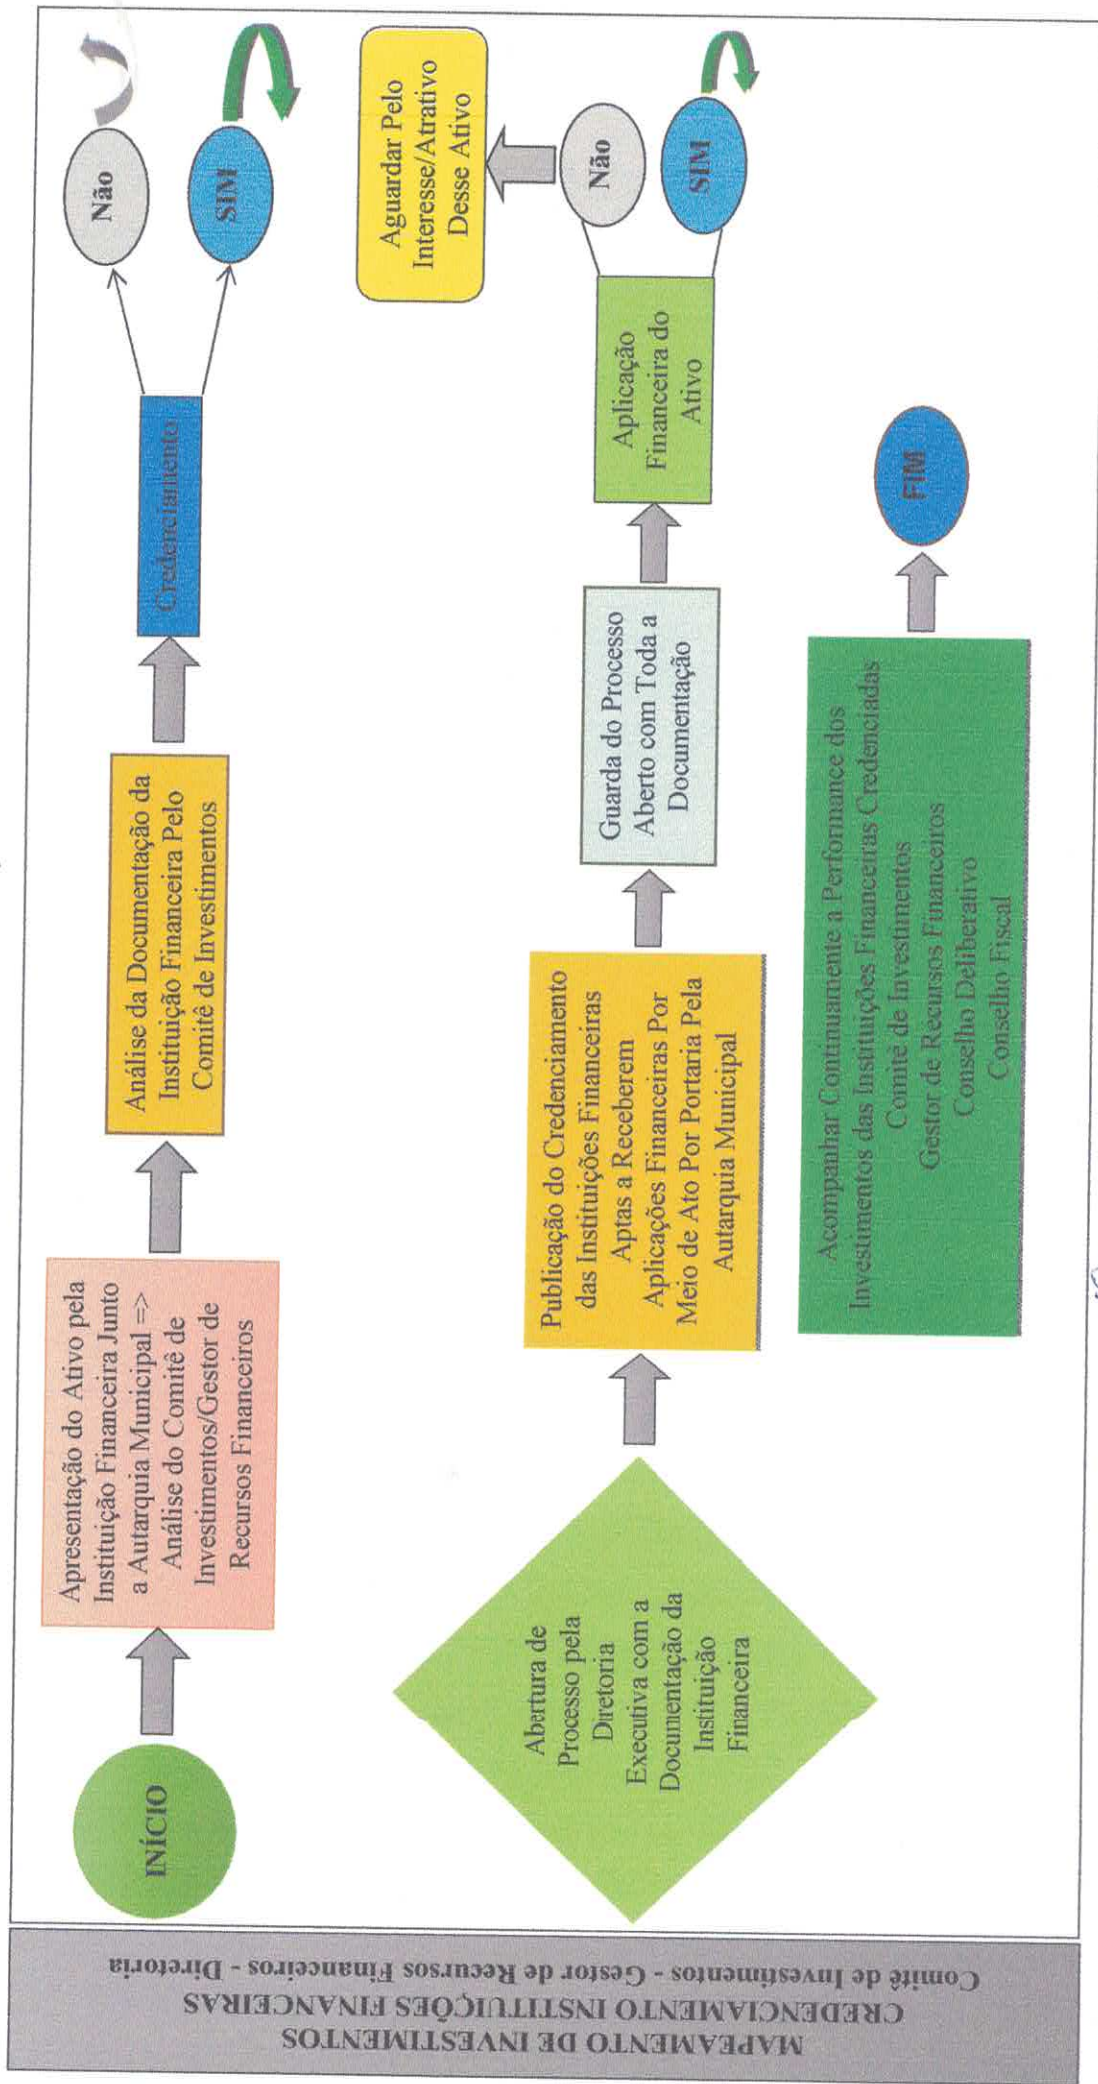 MAPEAMENTO DE INVESTIMENTOS
CREDENCIAMENTO INSTITUIÇÕES FINANCEIRAS
Comitê de Investimentos - Gestor de Recursos Financeiros - Diretoria
INÍCIO
Apresentação do Ativo pela
Instituição Financeira Junto
a Autarquia Municipal =>
Análise do Comitê de
Investimentos/Gestor de
Recursos Financeiros
Análise da Documentação da
Instituição Financeira Pelo
Comitê de Investimentos
Credenciamento
Não
SIM
Abertura de
Processo pela
Diretoria
Executiva com a
Documentação da
Instituição
Financeira
Publicação do Credenciamento
das Instituições Financeiras
Aptas a Receberem
Aplicações Financeiras Por
Meio de Ato Por Portaria Pela
Autarquia Municipal
Guarda do Processo
Aberto com Toda a
Documentação
Aplicação
Financeira do
Ativo
Não
SIM
Aguardar Pelo
Interesse/Atrativo
Desse Ativo
Acompanhar Continuamente a Performance dos
Investimentos das Instituições Financeiras Credenciadas
Comitê de Investimentos
Gestor de Recursos Financeiros
Conselho Deliberativo
Conselho Fiscal
FIM